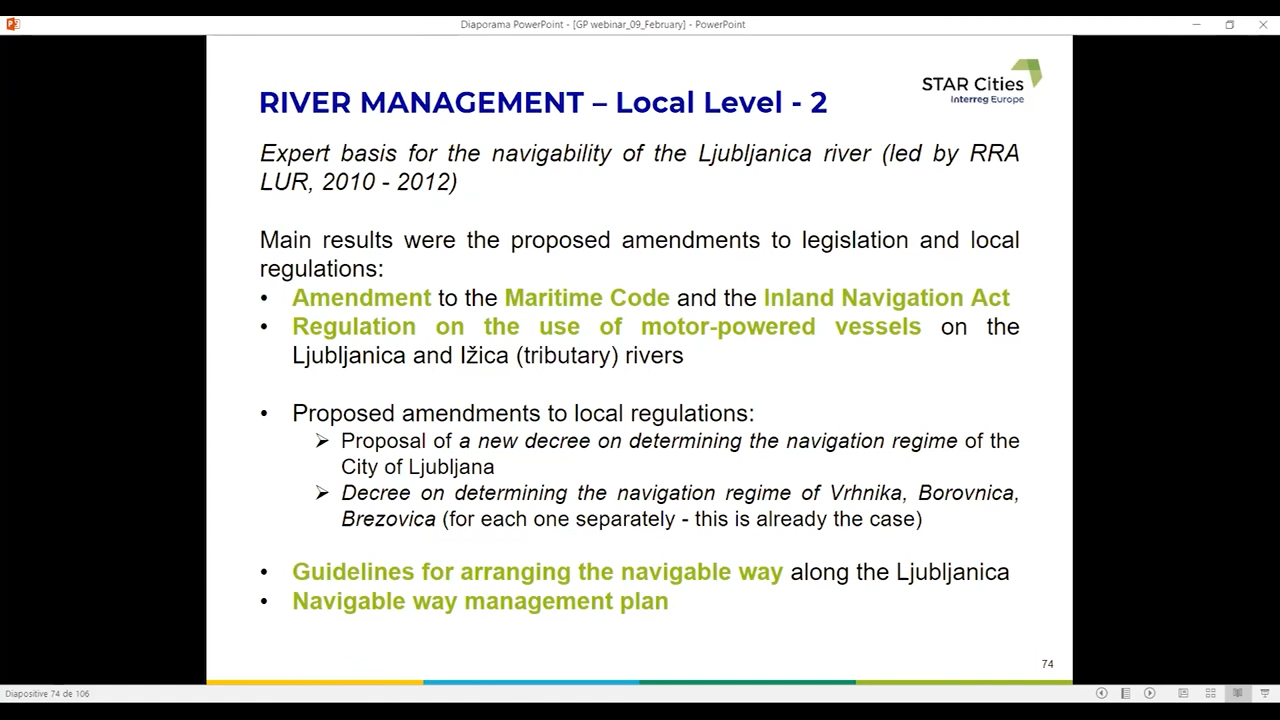 Diaporama PowerPoint - [GP webinar_09_February] - PowerPoint
STAR Cities
Interreg Europe
RIVER MANAGEMENT – Local Level - 2
Expert basis for the navigability of the Ljubljanica river (led by RRA
LUR, 2010 - 2012)
Main results were the proposed amendments to legislation and local
regulations:
• Amendment to the Maritime Code and the Inland Navigation Act
• Regulation on the use of motor-powered vessels on the
Ljubljanica and Ižica (tributary) rivers
• Proposed amendments to local regulations:
➢ Proposal of a new decree on determining the navigation regime of the
City of Ljubljana
➢ Decree on determining the navigation regime of Vrhnika, Borovnica,
Brezovica (for each one separately - this is already the case)
• Guidelines for arranging the navigable way along the Ljubljanica
• Navigable way management plan
74
Diapositive 74 de 106